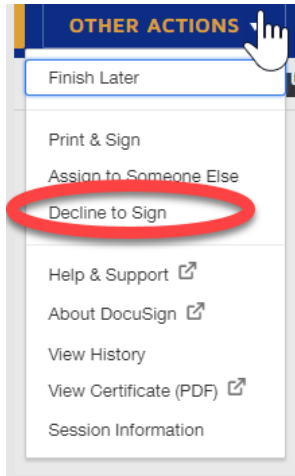 OTHER ACTIONS
Finish Later
Print & Sign
Assign to Someone Else
Decline to Sign
Help & Support
About DocuSign
View History
View Certificate (PDF)
Session Information